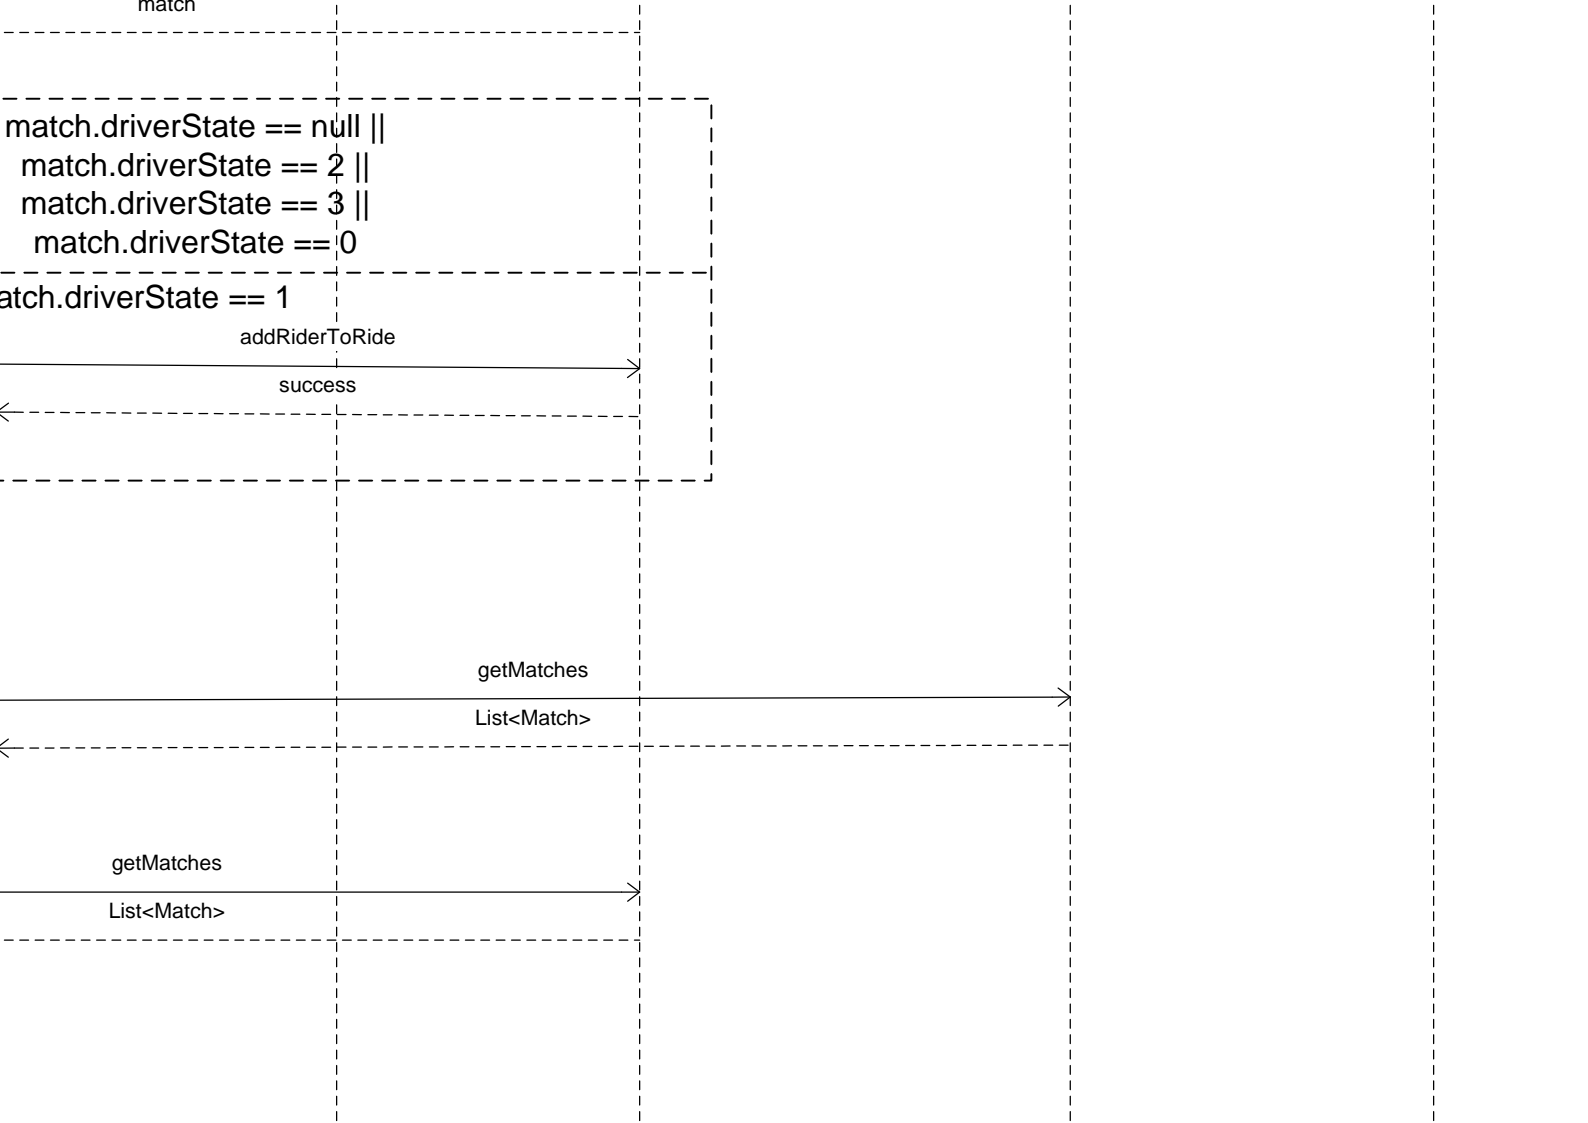 match
match.driverState == null ||
match.driverState == 2 ||
match.driverState == 3 ||
match.driverState == 0
atch.driverState == 1
addRiderToRide
success
getMatches
List<Match>
getMatches
List<Match>